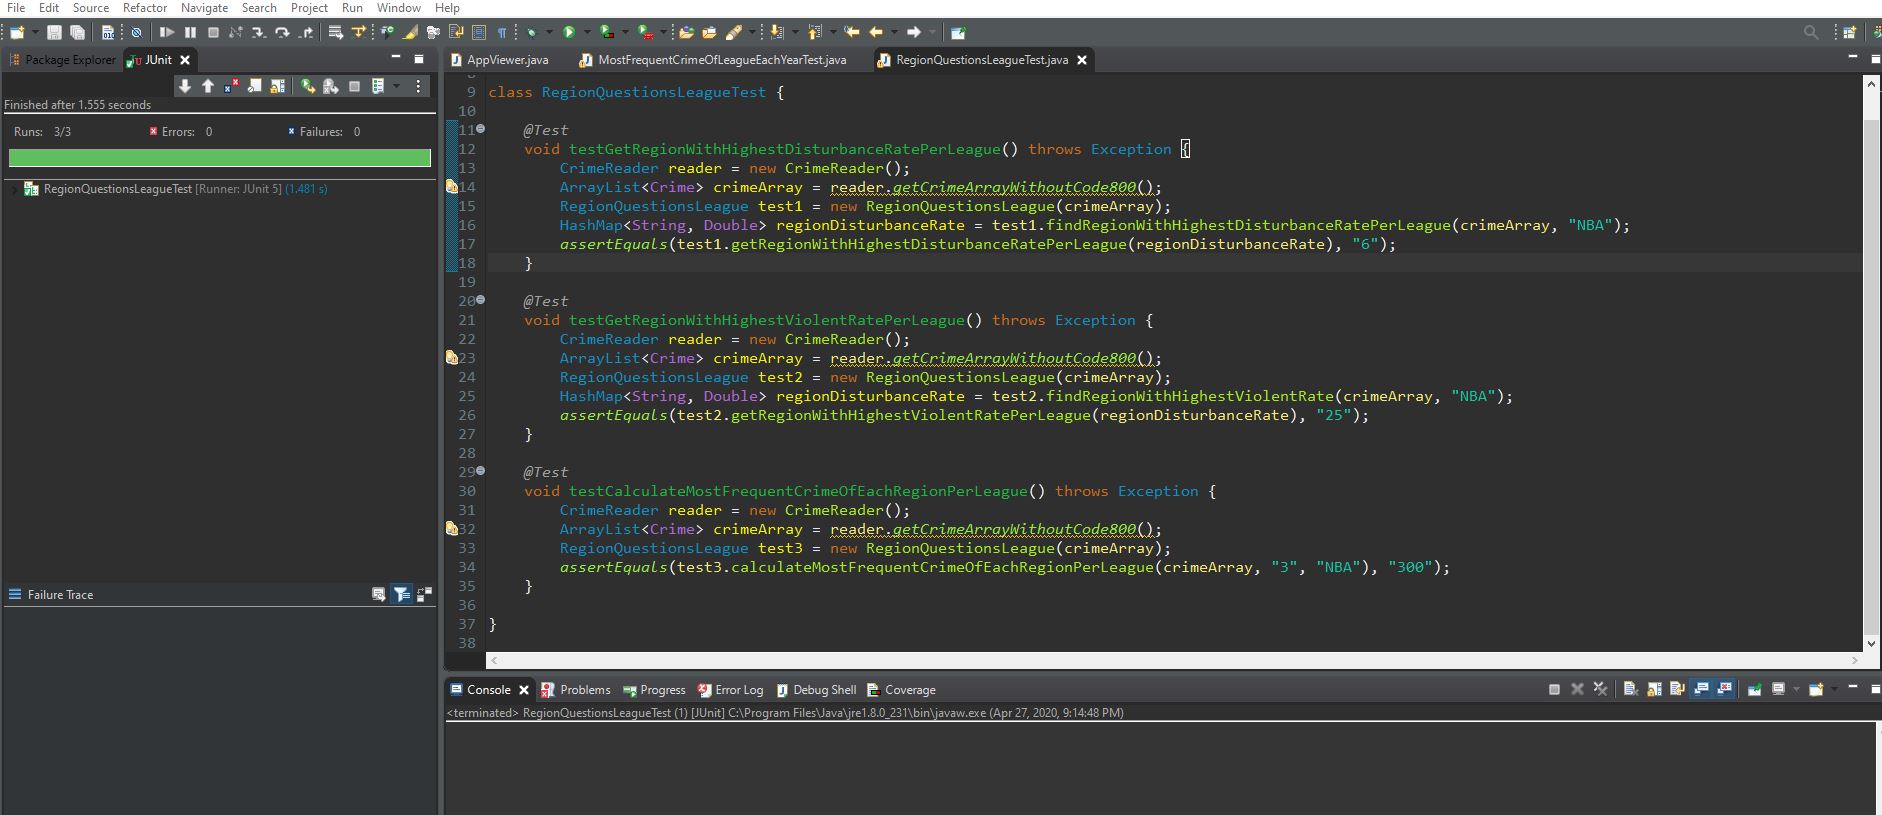 File Edit Source Refactor Navigate Search Project Run Window Help
Package Explorer JUnit
Finished after 1.555 seconds
Runs: 3/3 Errors: 0 Failures: 0
RegionQuestionsLeagueTest [Runner: JUnit 5] (1.481 s)
Failure Trace
AppViewer.java MostFrequentCrimeOfLeagueEachYearTest.java RegionQuestionsLeagueTest.java
9 class RegionQuestionsLeagueTest {
10
11 @Test
12 void testGetRegionWithHighestDisturbanceRatePerLeague() throws Exception {
13 CrimeReader reader = new CrimeReader();
14 ArrayList<Crime> crimeArray = reader.getCrimeArrayWithoutCode800();
15 RegionQuestionsLeague test1 = new RegionQuestionsLeague(crimeArray);
16 HashMap<String, Double> regionDisturbanceRate = test1.findRegionWithHighestDisturbanceRatePerLeague(crimeArray, "NBA");
17 assertEquals(test1.getRegionWithHighestDisturbanceRatePerLeague(regionDisturbanceRate), "6");
18 }
19
20 @Test
21 void testGetRegionWithHighestViolentRatePerLeague() throws Exception {
22 CrimeReader reader = new CrimeReader();
23 ArrayList<Crime> crimeArray = reader.getCrimeArrayWithoutCode800();
24 RegionQuestionsLeague test2 = new RegionQuestionsLeague(crimeArray);
25 HashMap<String, Double> regionDisturbanceRate = test2.findRegionWithHighestViolentRate(crimeArray, "NBA");
26 assertEquals(test2.getRegionWithHighestViolentRatePerLeague(regionDisturbanceRate), "25");
27 }
28
29 @Test
30 void testCalculateMostFrequentCrimeOfEachRegionPerLeague() throws Exception {
31 CrimeReader reader = new CrimeReader();
32 ArrayList<Crime> crimeArray = reader.getCrimeArrayWithoutCode800();
33 RegionQuestionsLeague test3 = new RegionQuestionsLeague(crimeArray);
34 assertEquals(test3.calculateMostFrequentCrimeOfEachRegionPerLeague(crimeArray, "3", "NBA"), "300");
35 }
36
37 }
38
Console Problems Progress Error Log Debug Shell Coverage
<terminated> RegionQuestionsLeagueTest (1) [JUnit] C:\Program Files\Java\jre1.8.0_231\bin\javaw.exe (Apr 27, 2020, 9:14:48 PM)